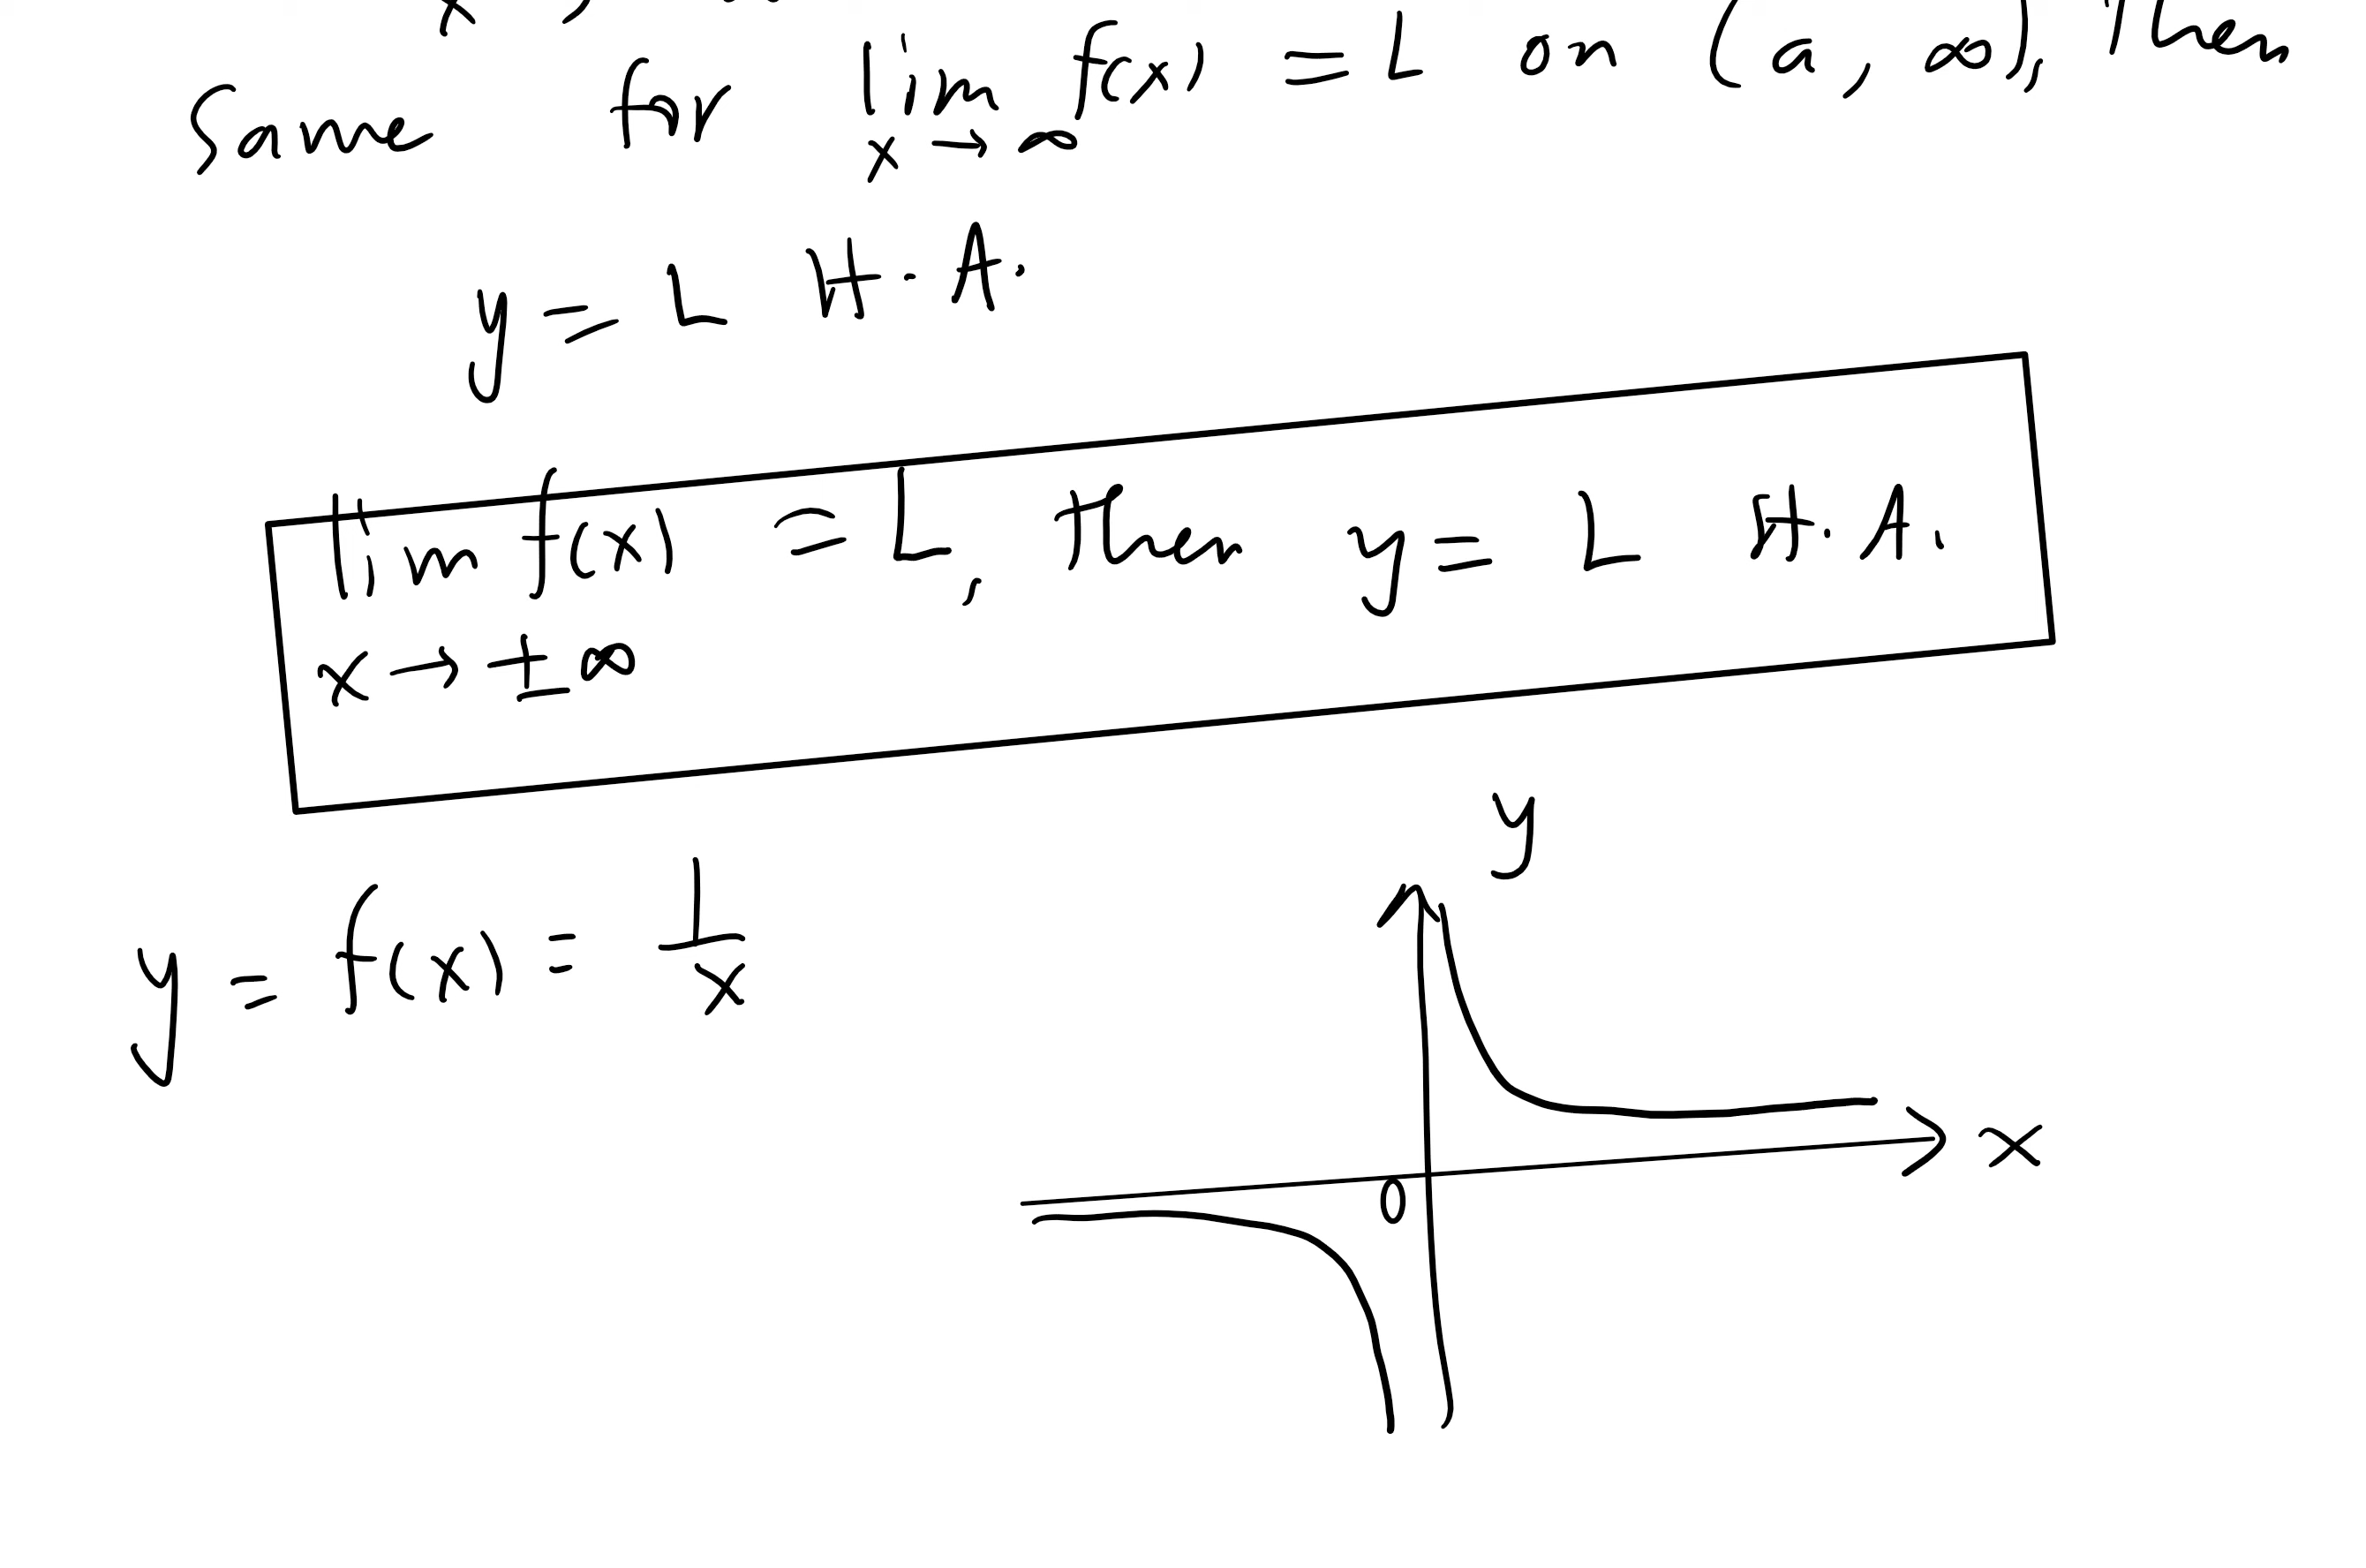 Same for lim f(x) = L on (a, ∞), then
x → ∞
y = L H.A.
lim f(x) = L, then y = L H.A.
x → ±∞
y = f(x) = 1/x
y
x
0